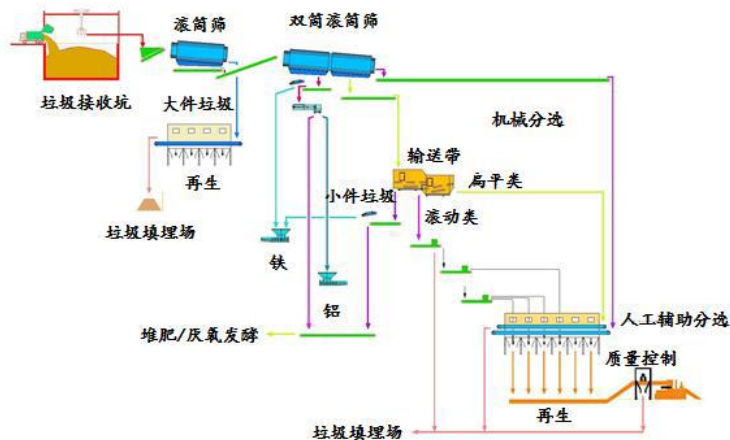 滚筒筛
双筒滚筒筛
垃圾接收坑
大件垃圾
机械分选
输送带
再生
小件垃圾
扁平类
滚动类
垃圾填埋场
铁
铝
堆肥/厌氧发酵
人工辅助分选
质量控制
再生
垃圾填埋场